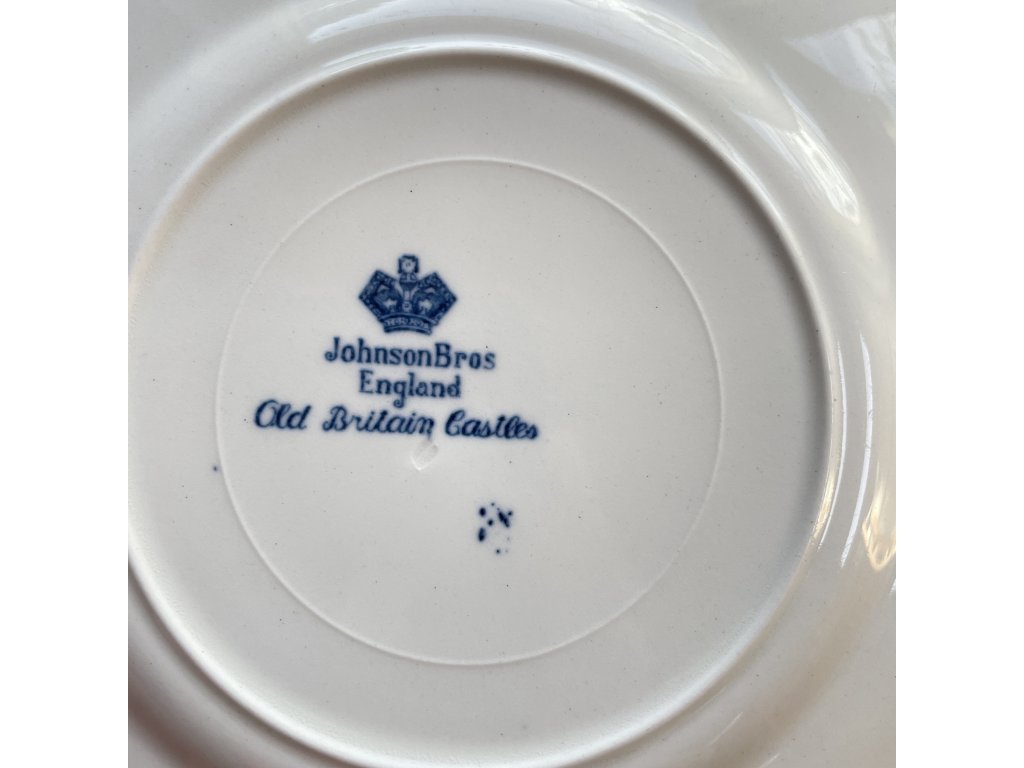 JohnsonBros
England
Old Britain Castles